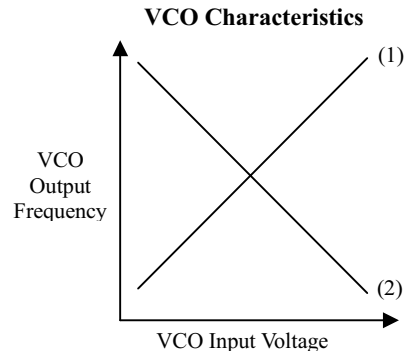 VCO Characteristics
(1)
VCO
Output
Frequency
(2)
VCO Input Voltage